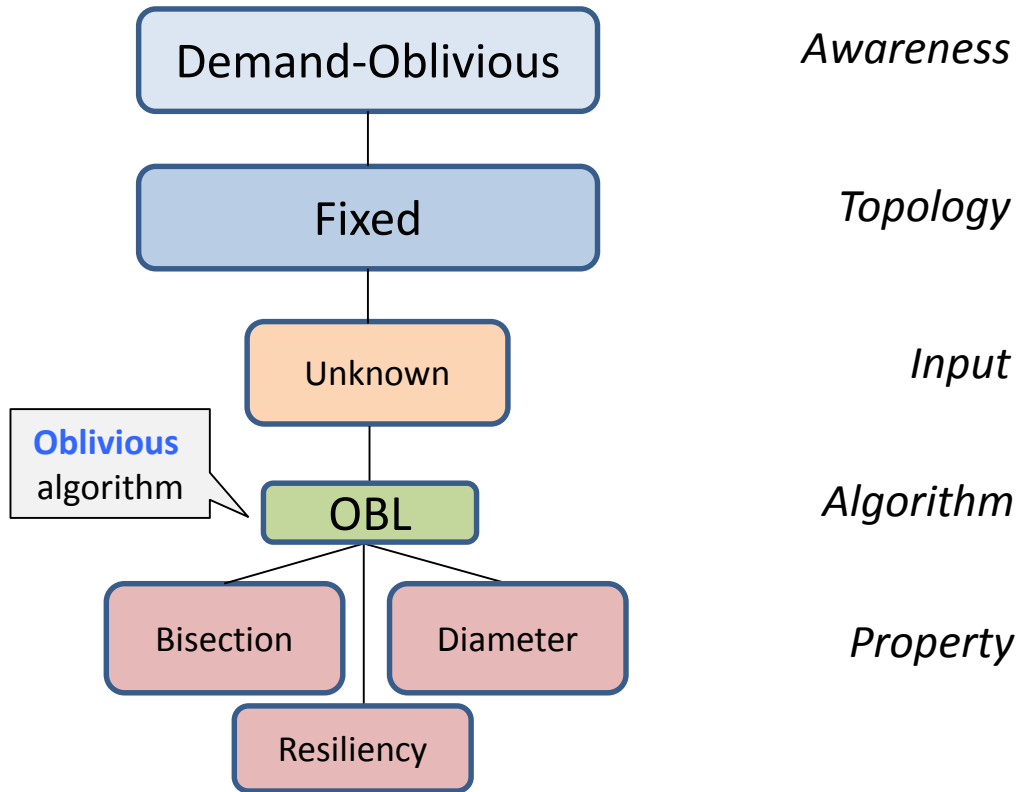 Demand-Oblivious
Awareness
Fixed
Topology
Unknown
Input
Oblivious
algorithm
OBL
Algorithm
Bisection
Diameter
Property
Resiliency